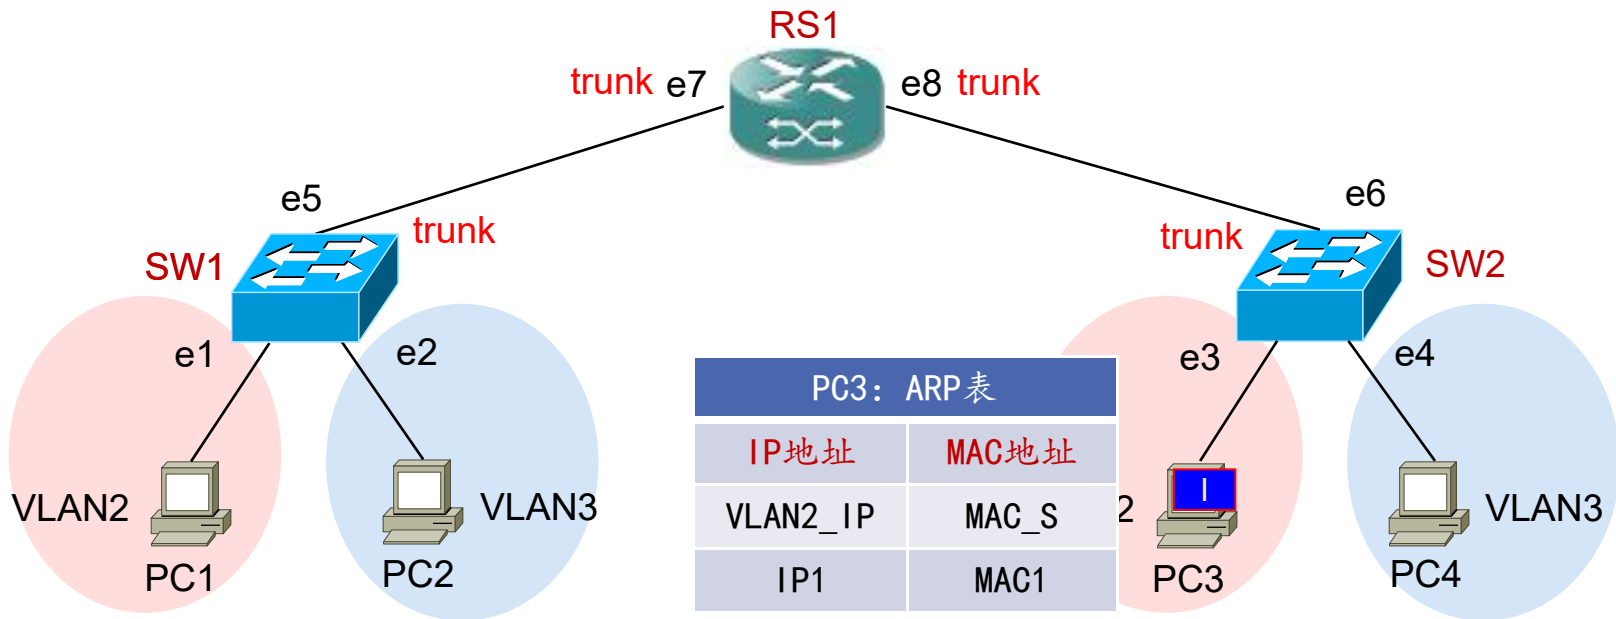 RS1
trunk e7
e8 trunk
e5
trunk
SW1
e6
trunk
SW2
e1
e2
e3
e4
PC3: ARP表
IP地址 MAC地址
VLAN2_IP MAC_S
IP1 MAC1
VLAN2
VLAN3
2
I
VLAN3
PC1
PC2
PC3
PC4